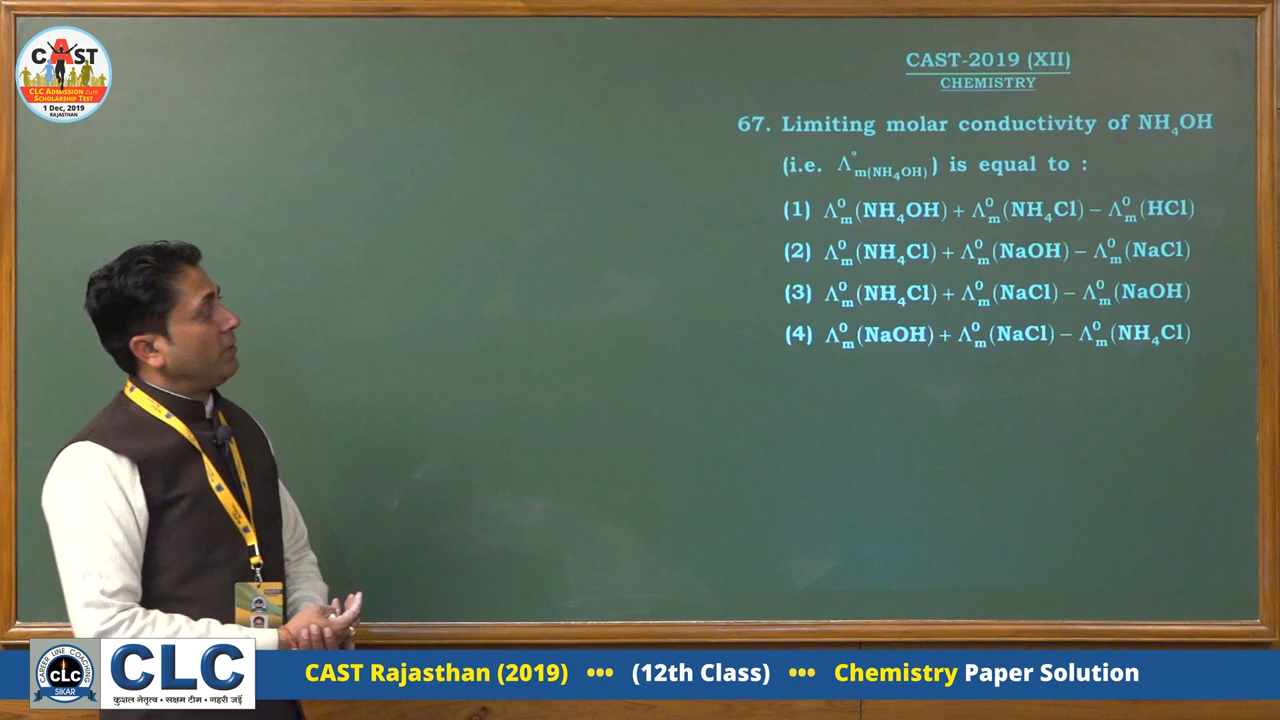 CAST
CLC ADMISSION cum
SCHOLARSHIP TEST
1 Dec, 2019
RAJASTHAN
CAST-2019 (XII)
CHEMISTRY
67. Limiting molar conductivity of NH₄OH
(i.e. Λ°ₘ(NH₄OH)) is equal to :
(1) Λ⁰ₘ(NH₄OH) + Λ⁰ₘ(NH₄Cl) − Λ⁰ₘ(HCl)
(2) Λ⁰ₘ(NH₄Cl) + Λ⁰ₘ(NaOH) − Λ⁰ₘ(NaCl)
(3) Λ⁰ₘ(NH₄Cl) + Λ⁰ₘ(NaCl) − Λ⁰ₘ(NaOH)
(4) Λ⁰ₘ(NaOH) + Λ⁰ₘ(NaCl) − Λ⁰ₘ(NH₄Cl)
CAREER LINE COACHING
CLC
SIKAR
CLC
कुशल नेतृत्व • सक्षम टीम • गहरी जड़ें
CAST Rajasthan (2019) ••• (12th Class) ••• Chemistry Paper Solution